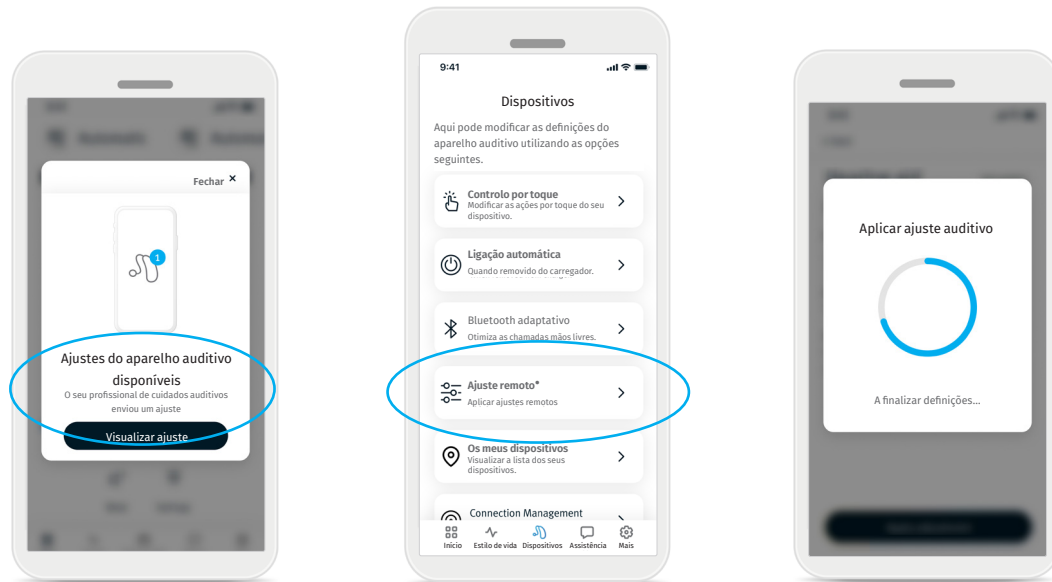 Fechar ×
1
Ajustes do aparelho auditivo
disponíveis
O seu profissional de cuidados auditivos
enviou um ajuste
Visualizar ajuste
9:41
Dispositivos
Aqui pode modificar as definições do
aparelho auditivo utilizando as opções
seguintes.
Controlo por toque
Modificar as ações por toque do seu
dispositivo.
Ligação automática
Quando removido do carregador.
Bluetooth adaptativo
Otimiza as chamadas mãos livres.
Ajuste remoto*
Aplicar ajustes remotos
Os meus dispositivos
Visualizar a lista dos seus
dispositivos.
Connection Management
Início Estilo de vida Dispositivos Assistência Mais
Aplicar ajuste auditivo
A finalizar definições...